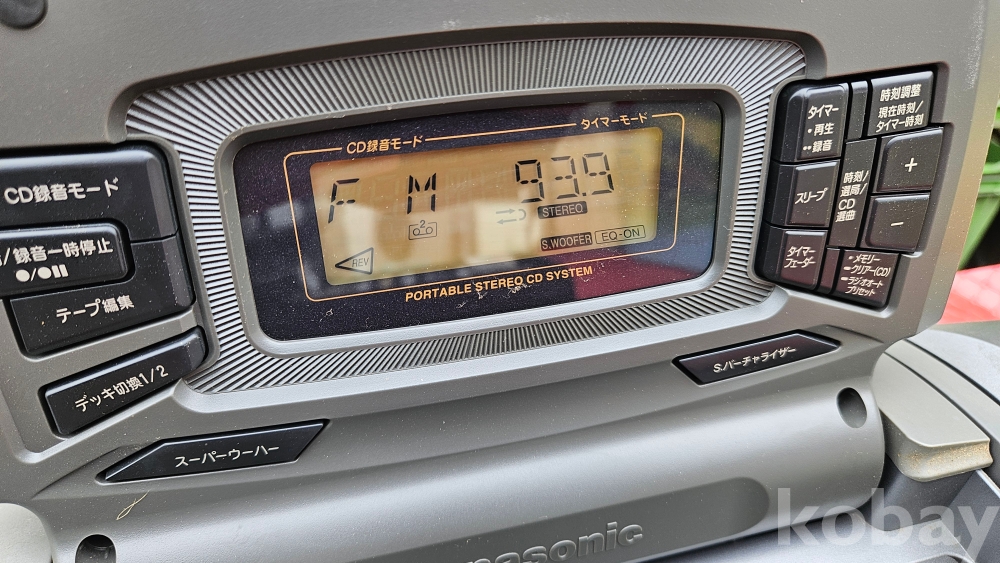 CD録音モード
/録音一時停止
●/●▮▮
テープ編集
デッキ切換1/2
スーパーウーハー
CD録音モード
タイマーモード
F M 93.9
2
STEREO
REV
S.WOOFER EQ-ON
PORTABLE STEREO CD SYSTEM
タイマー
•再生
••録音
スリープ
タイマー
フェーダー
時刻調整
現在時刻/
タイマー時刻
時刻/
選局/
CD
選曲
+
−
•メモリー
クリアー(CD)
ラジオオート
プリセット
S.バーチャライザー
nasonic
kobay